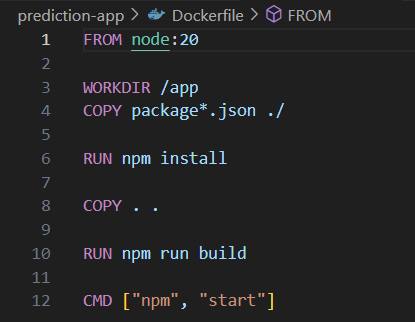 prediction-app > Dockerfile > FROM
1 FROM node:20
2
3 WORKDIR /app
4 COPY package*.json ./
5
6 RUN npm install
7
8 COPY . .
9
10 RUN npm run build
11
12 CMD ["npm", "start"]